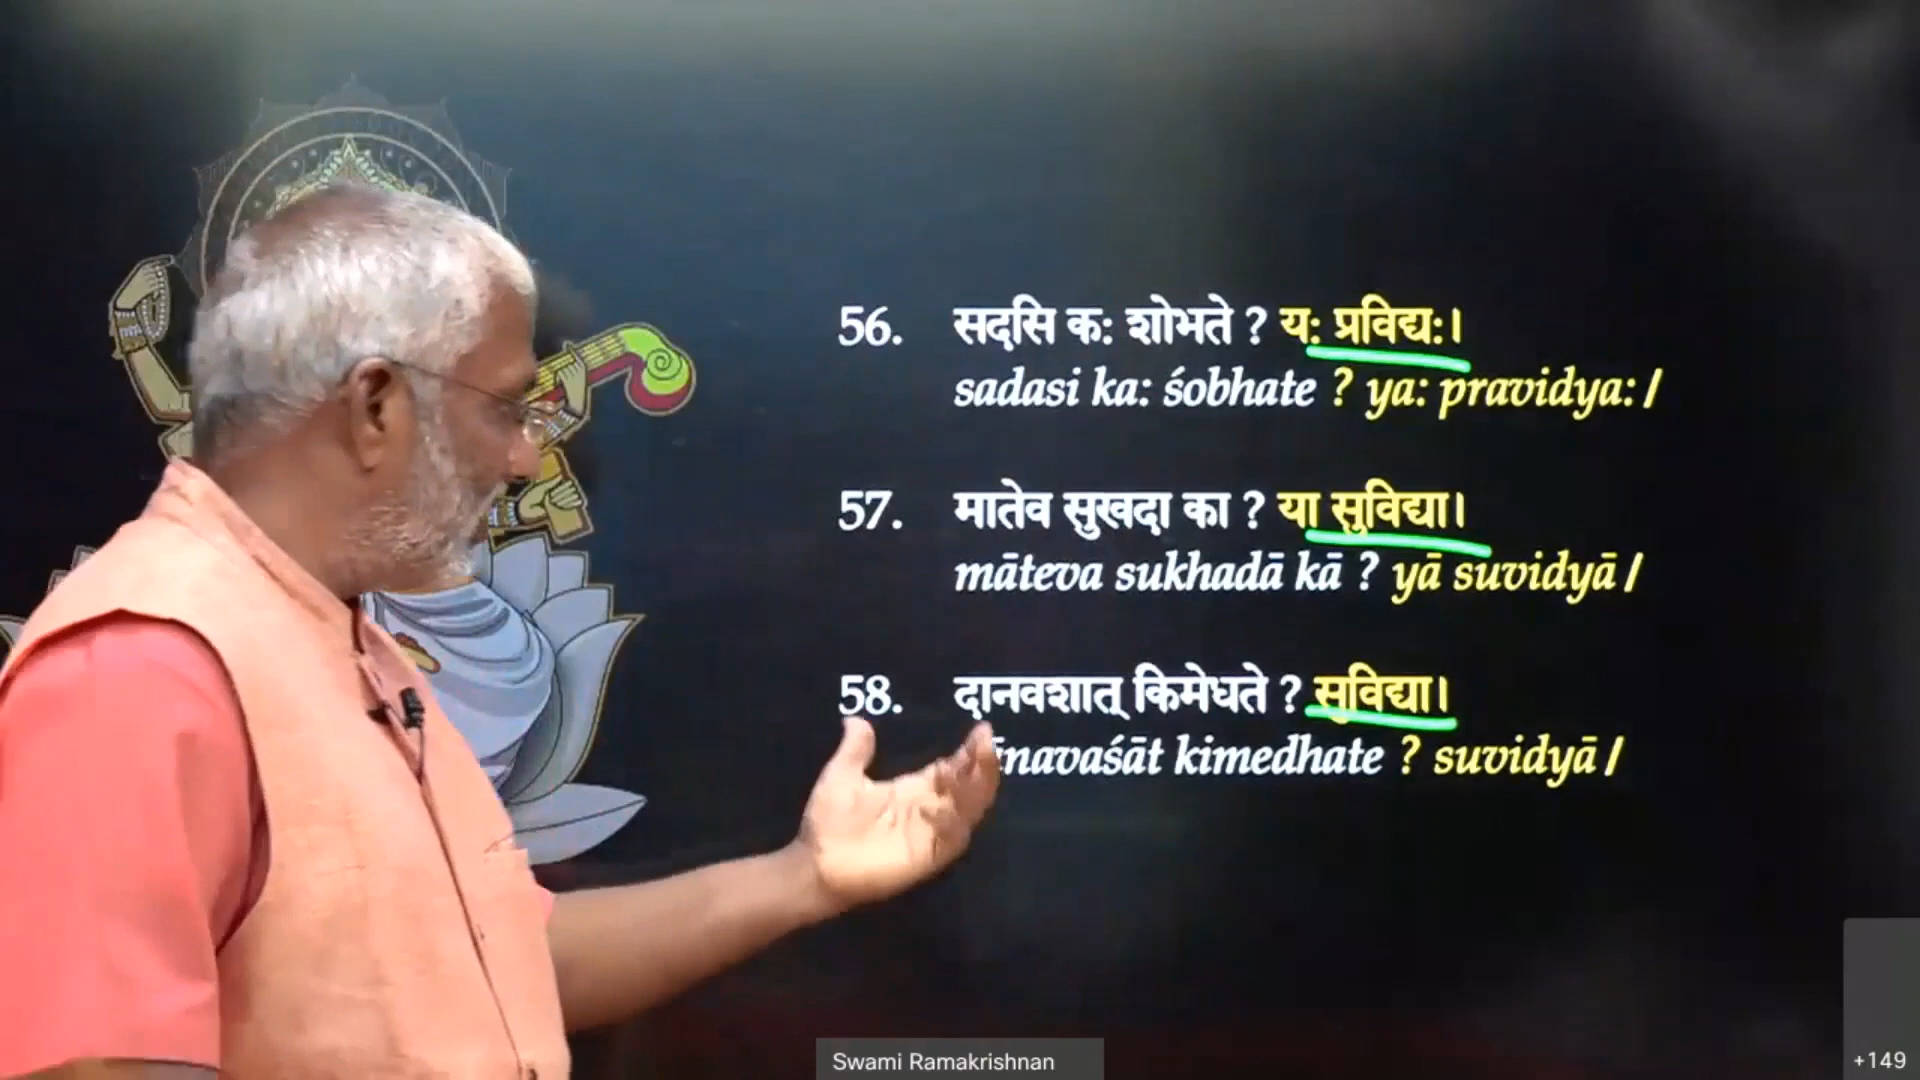 56. सदसि क: शोभते ? य: प्रविद्य:।
sadasi ka: śobhate ? ya: pravidya: /
57. मातेव सुखदा का ? या सुविद्या।
māteva sukhadā kā ? yā suvidyā /
58. दानवशात् किमेधते ? सुविद्या।
kimedhate ? suvidyā /
Swami Ramakrishnan
+149